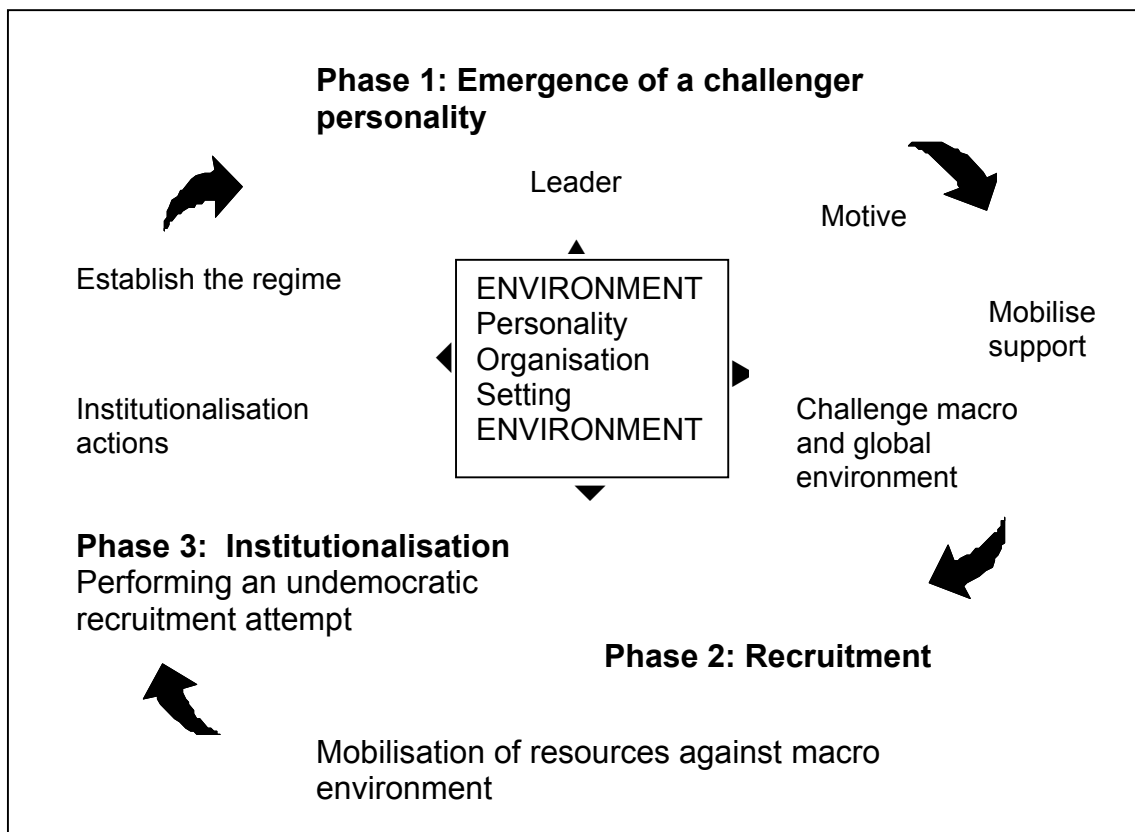 Phase 1: Emergence of a challenger
personality
Leader
Motive
Mobilise
support
Challenge macro
and global
environment
ENVIRONMENT
Personality
Organisation
Setting
ENVIRONMENT
Establish the regime
Institutionalisation
actions
Phase 3: Institutionalisation
Performing an undemocratic
recruitment attempt
Phase 2: Recruitment
Mobilisation of resources against macro
environment